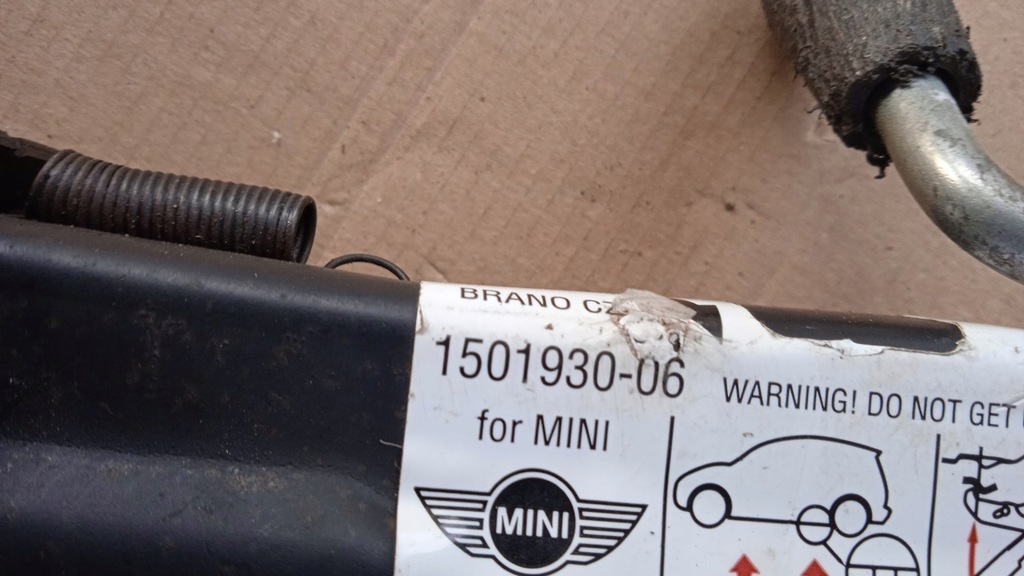 BRANO CZ
1501930-06
for MINI
MINI
WARNING! DO NOT GET